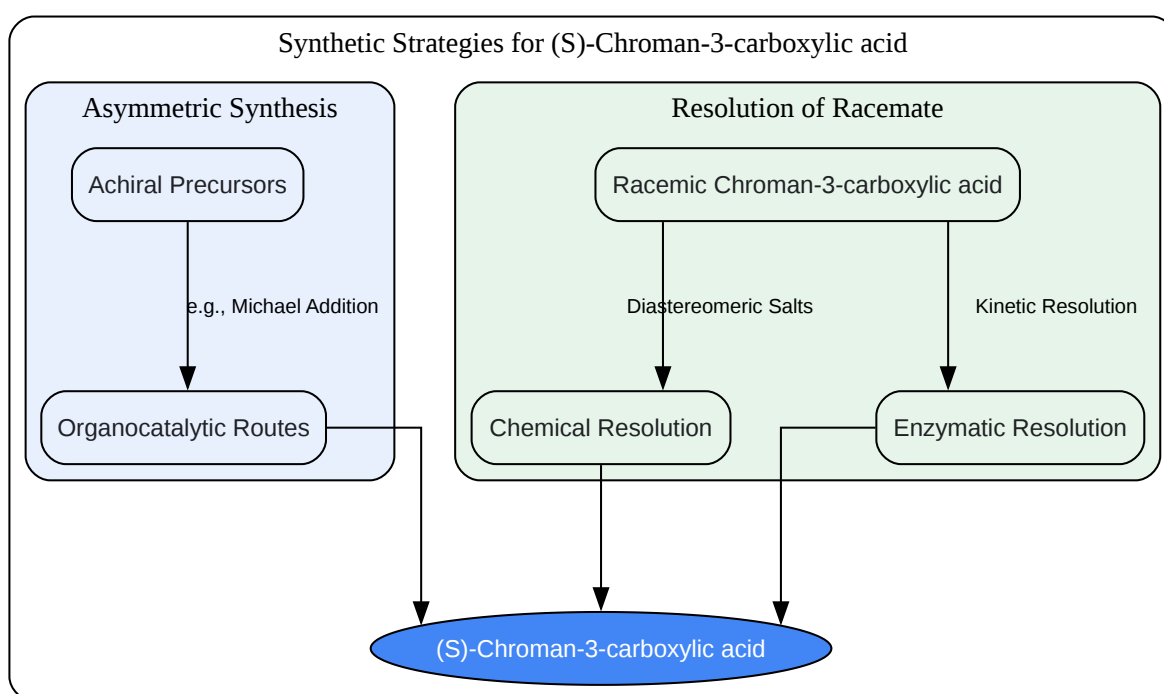 Synthetic Strategies for (S)-Chroman-3-carboxylic acid
Asymmetric Synthesis
Resolution of Racemate
Achiral Precursors
Racemic Chroman-3-carboxylic acid
e.g., Michael Addition
Diastereomeric Salts
Kinetic Resolution
Organocatalytic Routes
Chemical Resolution
Enzymatic Resolution
(S)-Chroman-3-carboxylic acid